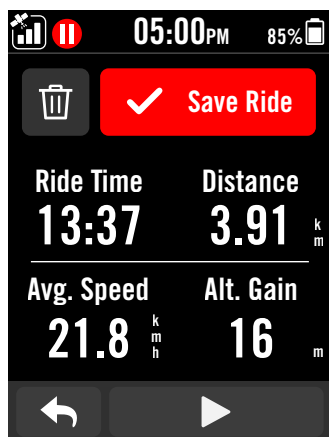 05:00PM 85%
Save Ride
Ride Time Distance
13:37 3.91 km
Avg. Speed Alt. Gain
21.8 kmh 16 m